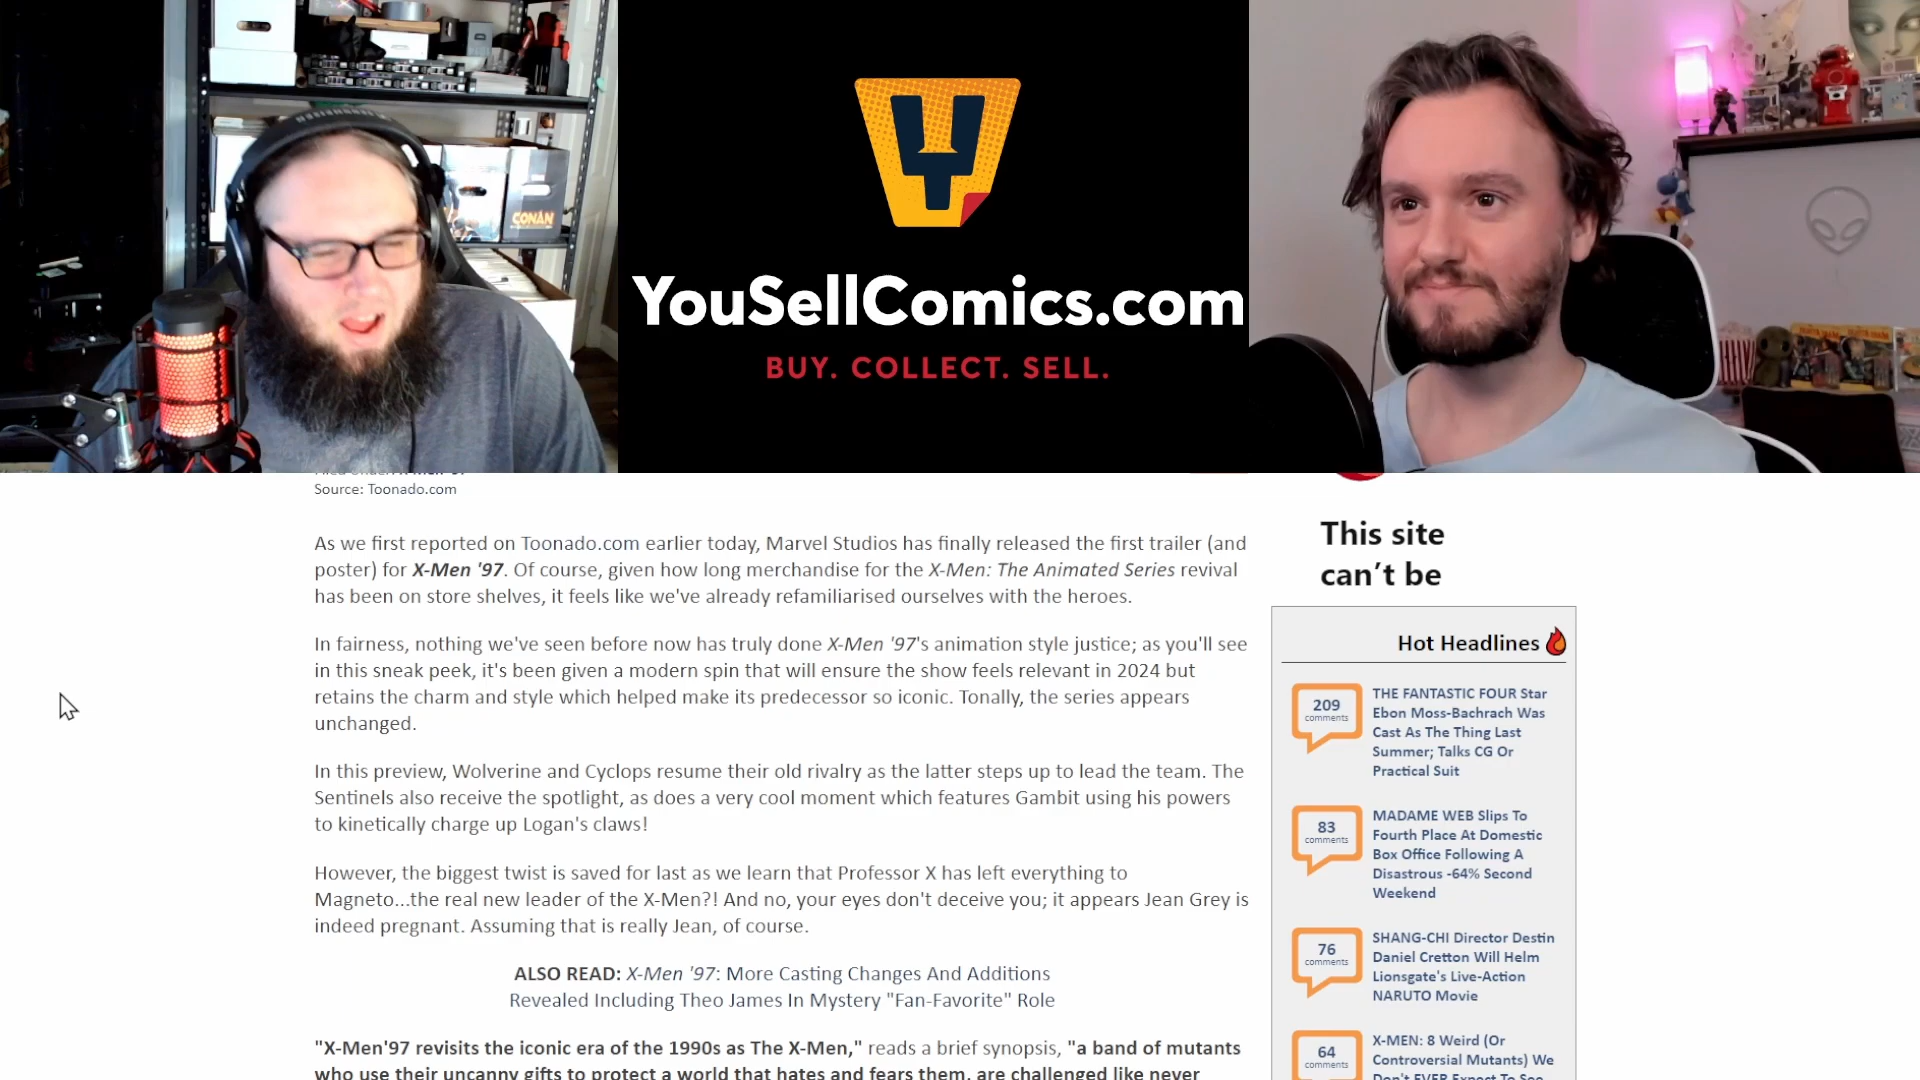 CONAN
YouSellComics.com
BUY. COLLECT. SELL.
Source: Toonado.com
As we first reported on Toonado.com earlier today, Marvel Studios has finally released the first trailer (and
poster) for X-Men '97. Of course, given how long merchandise for the X-Men: The Animated Series revival
has been on store shelves, it feels like we've already refamiliarised ourselves with the heroes.
In fairness, nothing we've seen before now has truly done X-Men '97's animation style justice; as you'll see
in this sneak peek, it's been given a modern spin that will ensure the show feels relevant in 2024 but
retains the charm and style which helped make its predecessor so iconic. Tonally, the series appears
unchanged.
In this preview, Wolverine and Cyclops resume their old rivalry as the latter steps up to lead the team. The
Sentinels also receive the spotlight, as does a very cool moment which features Gambit using his powers
to kinetically charge up Logan's claws!
However, the biggest twist is saved for last as we learn that Professor X has left everything to
Magneto...the real new leader of the X-Men?! And no, your eyes don't deceive you; it appears Jean Grey is
indeed pregnant. Assuming that is really Jean, of course.
ALSO READ: X-Men '97: More Casting Changes And Additions
Revealed Including Theo James In Mystery "Fan-Favorite" Role
"X-Men'97 revisits the iconic era of the 1990s as The X-Men," reads a brief synopsis, "a band of mutants
who use their uncanny gifts to protect a world that hates and fears them, are challenged like never
This site
can't be
Hot Headlines
209
comments
THE FANTASTIC FOUR Star
Ebon Moss-Bachrach Was
Cast As The Thing Last
Summer; Talks CG Or
Practical Suit
83
comments
MADAME WEB Slips To
Fourth Place At Domestic
Box Office Following A
Disastrous -64% Second
Weekend
76
comments
SHANG-CHI Director Destin
Daniel Cretton Will Helm
Lionsgate's Live-Action
NARUTO Movie
64
comments
X-MEN: 8 Weird (Or
Controversial Mutants) We
Don't EVER Expect To See